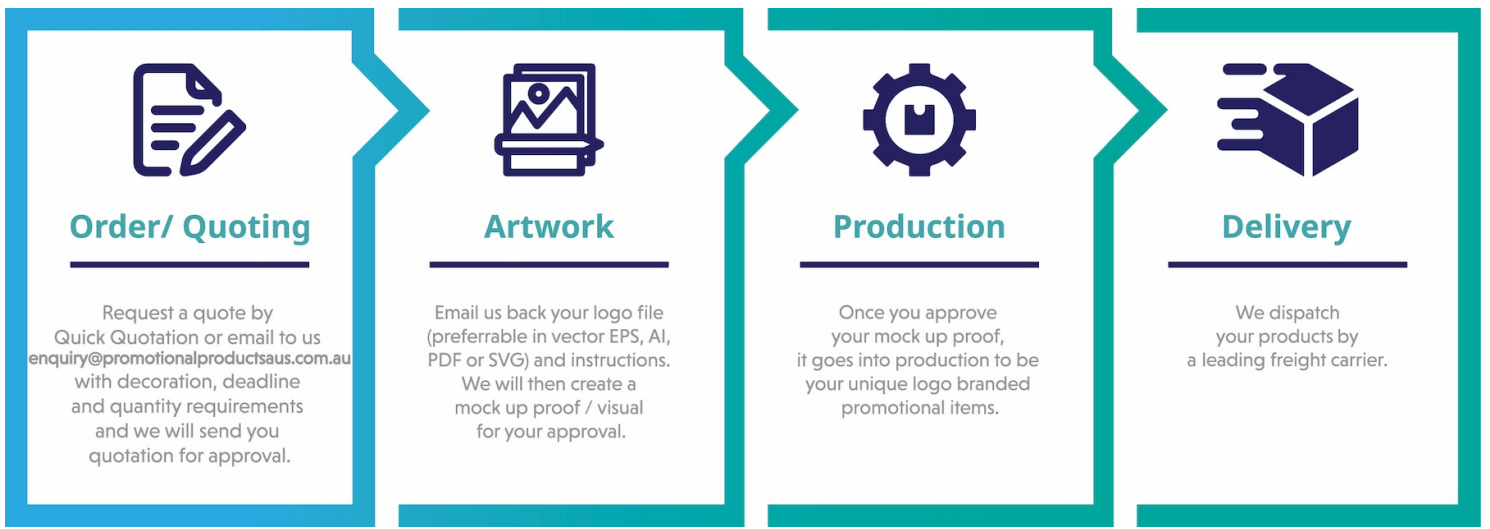 Order/ Quoting
Request a quote by
Quick Quotation or email to us
enquiry@promotionalproductsaus.com.au
with decoration, deadline
and quantity requirements
and we will send you
quotation for approval.
Artwork
Email us back your logo file
(preferrable in vector EPS, AI,
PDF or SVG) and instructions.
We will then create a
mock up proof / visual
for your approval.
Production
Once you approve
your mock up proof,
it goes into production to be
your unique logo branded
promotional items.
Delivery
We dispatch
your products by
a leading freight carrier.